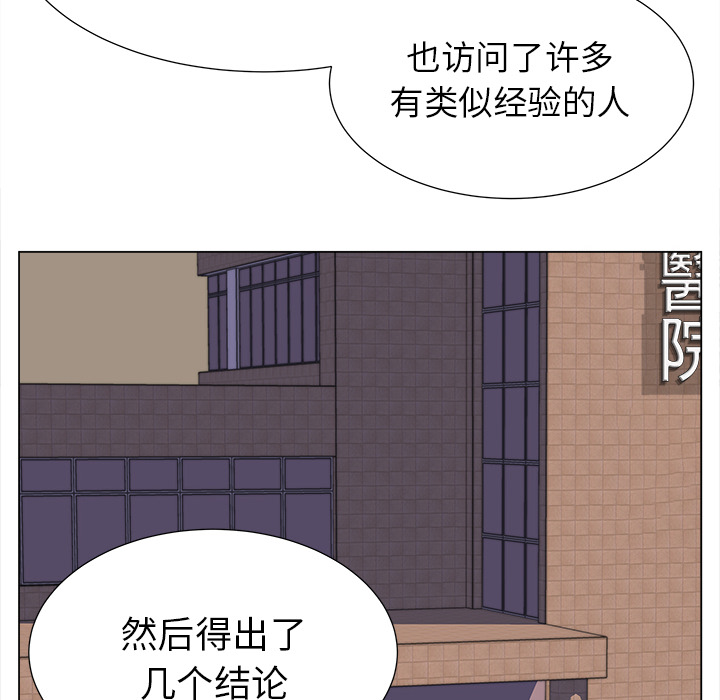 也访问了许多
有类似经验的人
醫院
然后得出了
几个结论